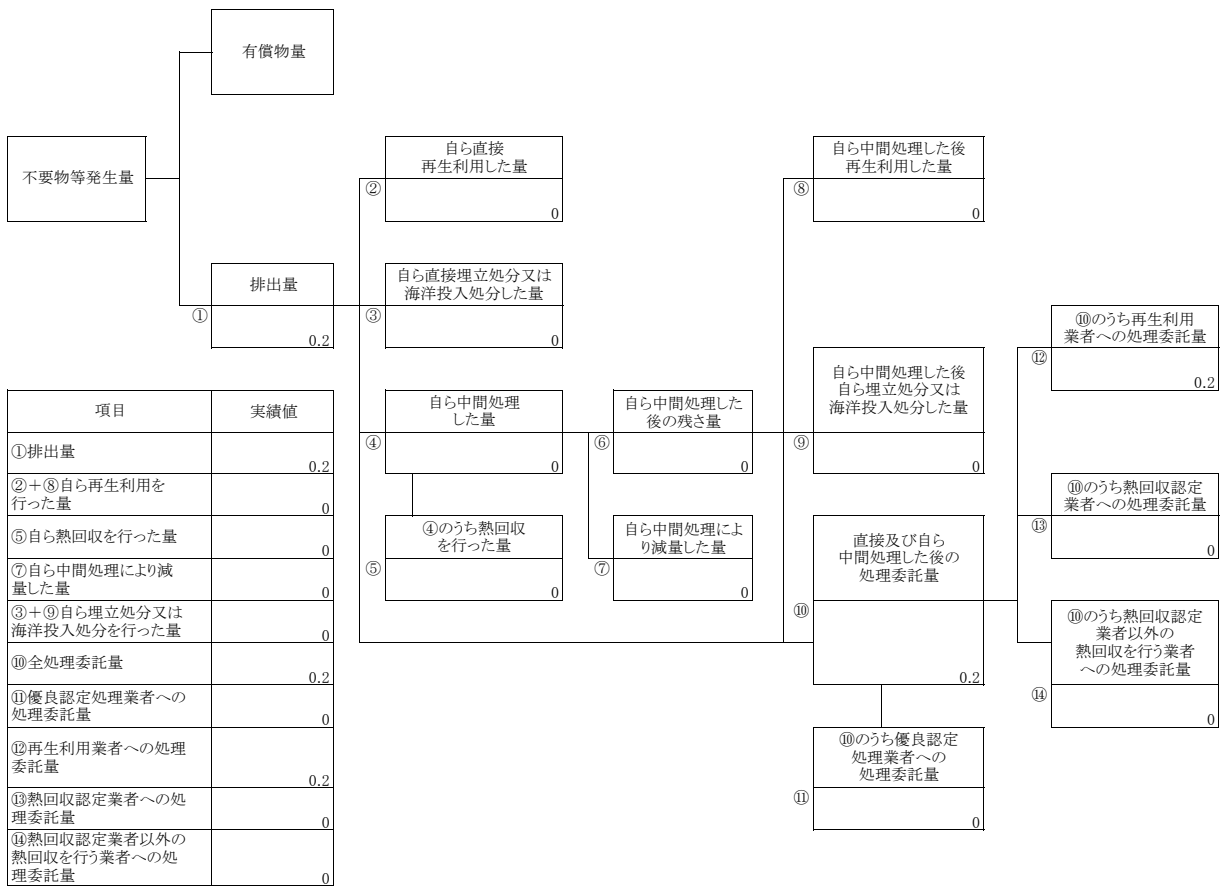 有償物量
不要物等発生量
自ら直接
再生利用した量
②
0
自ら中間処理した後
再生利用した量
⑧
0
排出量
①
0.2
自ら直接埋立処分又は
海洋投入処分した量
③
0
⑩のうち再生利用
業者への処理委託量
⑫
0.2
自ら中間処理
した量
④
0
自ら中間処理した
後の残さ量
⑥
0
自ら中間処理した後
自ら埋立処分又は
海洋投入処分した量
⑨
0
⑩のうち熱回収認定
業者への処理委託量
⑬
0
④のうち熱回収
を行った量
⑤
0
自ら中間処理によ
り減量した量
⑦
0
直接及び自ら
中間処理した後の
処理委託量
⑩
0.2
⑩のうち熱回収認定
業者以外の
熱回収を行う業者
への処理委託量
⑭
0
⑩のうち優良認定
処理業者への
処理委託量
⑪
0
項目 実績値
①排出量 0.2
②+⑧自ら再生利用を
行った量 0
⑤自ら熱回収を行った量 0
⑦自ら中間処理により減
量した量 0
③+⑨自ら埋立処分又は
海洋投入処分を行った量 0
⑩全処理委託量 0.2
⑪優良認定処理業者への
処理委託量 0
⑫再生利用業者への処理
委託量 0.2
⑬熱回収認定業者への処
理委託量 0
⑭熱回収認定業者以外の
熱回収を行う業者への処
理委託量 0